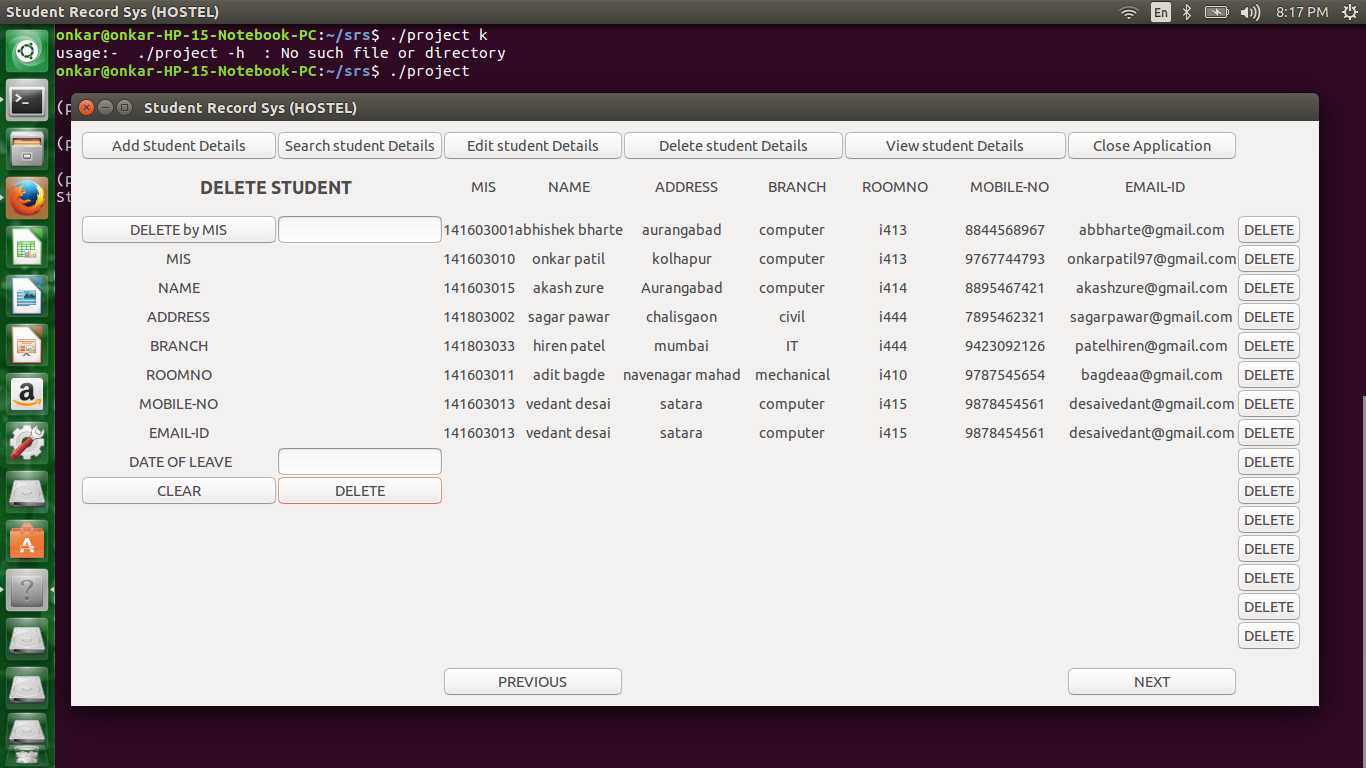 Student Record Sys (HOSTEL) En 8:17 PM
onkar@onkar-HP-15-Notebook-PC:~/srs$ ./project k
usage:- ./project -h : No such file or directory
onkar@onkar-HP-15-Notebook-PC:~/srs$ ./project
(p
(p
(p
St
Student Record Sys (HOSTEL)
Add Student Details Search student Details Edit student Details Delete student Details View student Details Close Application
DELETE STUDENT MIS NAME ADDRESS BRANCH ROOMNO MOBILE-NO EMAIL-ID
DELETE by MIS 141603001 abhishek bharte aurangabad computer i413 8844568967 abbharte@gmail.com DELETE
MIS 141603010 onkar patil kolhapur computer i413 9767744793 onkarpatil97@gmail.com DELETE
NAME 141603015 akash zure Aurangabad computer i414 8895467421 akashzure@gmail.com DELETE
ADDRESS 141803002 sagar pawar chalisgaon civil i444 7895462321 sagarpawar@gmail.com DELETE
BRANCH 141803033 hiren patel mumbai IT i444 9423092126 patelhiren@gmail.com DELETE
ROOMNO 141603011 adit bagde navenagar mahad mechanical i410 9787545654 bagdeaa@gmail.com DELETE
MOBILE-NO 141603013 vedant desai satara computer i415 9878454561 desaivedant@gmail.com DELETE
EMAIL-ID 141603013 vedant desai satara computer i415 9878454561 desaivedant@gmail.com DELETE
DATE OF LEAVE DELETE
CLEAR DELETE DELETE
DELETE
DELETE
DELETE
DELETE
DELETE
PREVIOUS NEXT